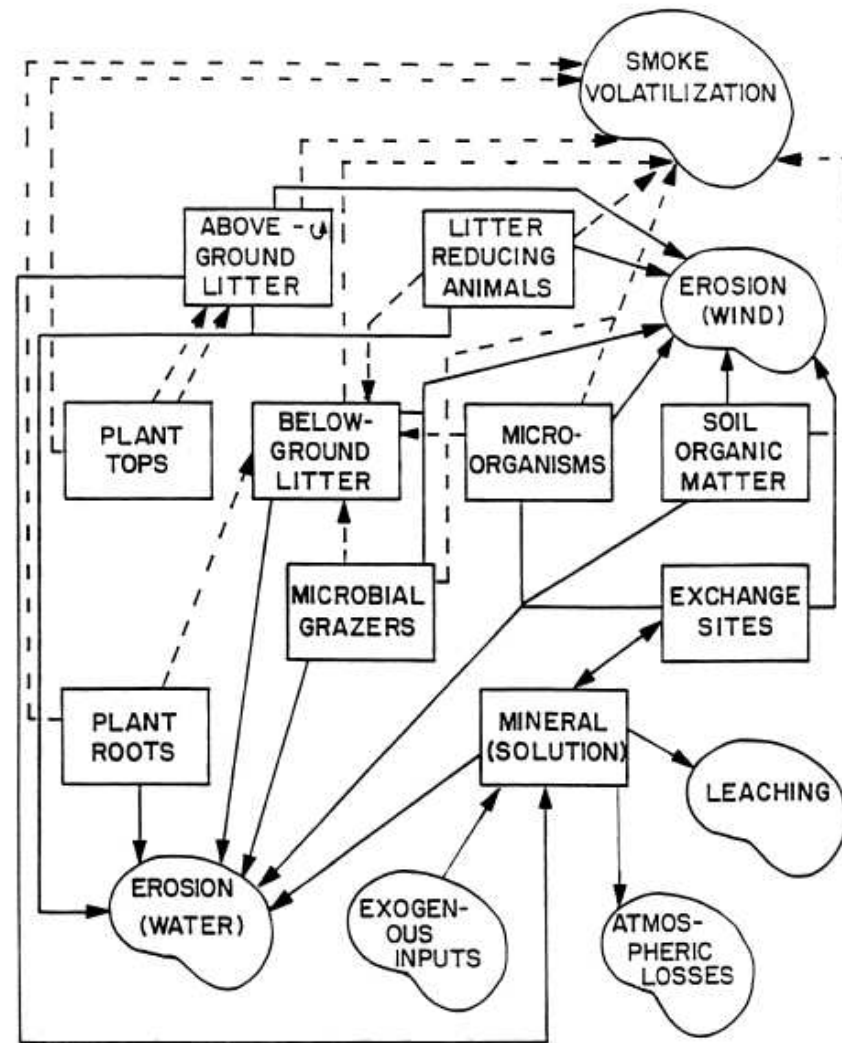 SMOKE
VOLATILIZATION
ABOVE
GROUND
LITTER
LITTER
REDUCING
ANIMALS
EROSION
(WIND)
PLANT
TOPS
BELOW-
GROUND
LITTER
MICRO-
ORGANISMS
SOIL
ORGANIC
MATTER
MICROBIAL
GRAZERS
EXCHANGE
SITES
PLANT
ROOTS
MINERAL
(SOLUTION)
LEACHING
EROSION
(WATER)
EXOGEN-
OUS
INPUTS
ATMOS-
PHERIC
LOSSES